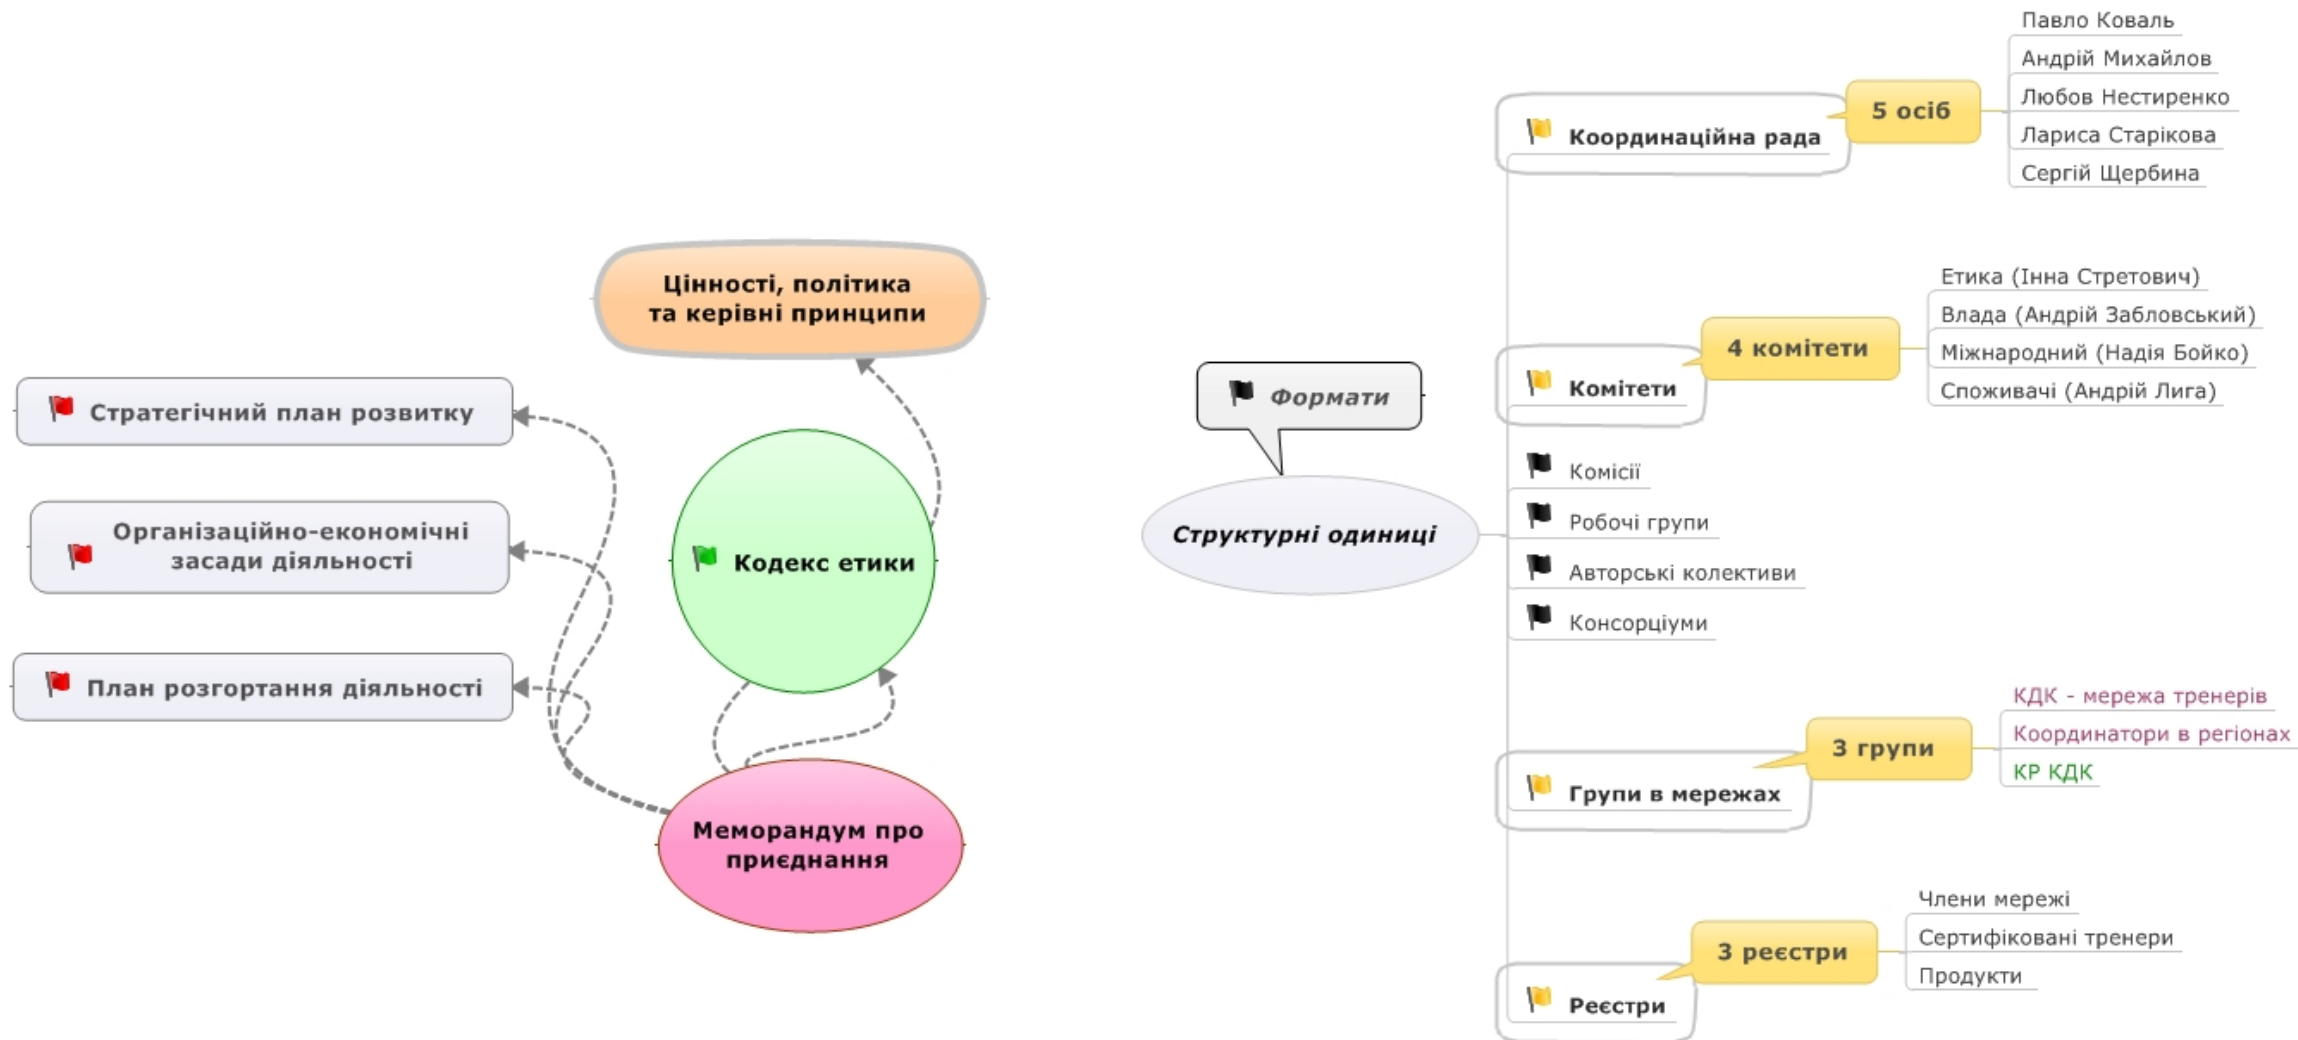 Цінності, політика
та керівні принципи
Стратегічний план розвитку
Організаційно-економічні
засади діяльності
План розгортання діяльності
Кодекс етики
Меморандум про
приєднання
Формати
Структурні одиниці
Координаційна рада
5 осіб
Павло Коваль
Андрій Михайлов
Любов Нестиренко
Лариса Старікова
Сергій Щербина
Комітети
4 комітети
Етика (Інна Стретович)
Влада (Андрій Забловський)
Міжнародний (Надія Бойко)
Споживачі (Андрій Лига)
Комісії
Робочі групи
Авторські колективи
Консорціуми
Групи в мережах
3 групи
КДК - мережа тренерів
Координатори в регіонах
КР КДК
Реєстри
3 реєстри
Члени мережі
Сертифіковані тренери
Продукти